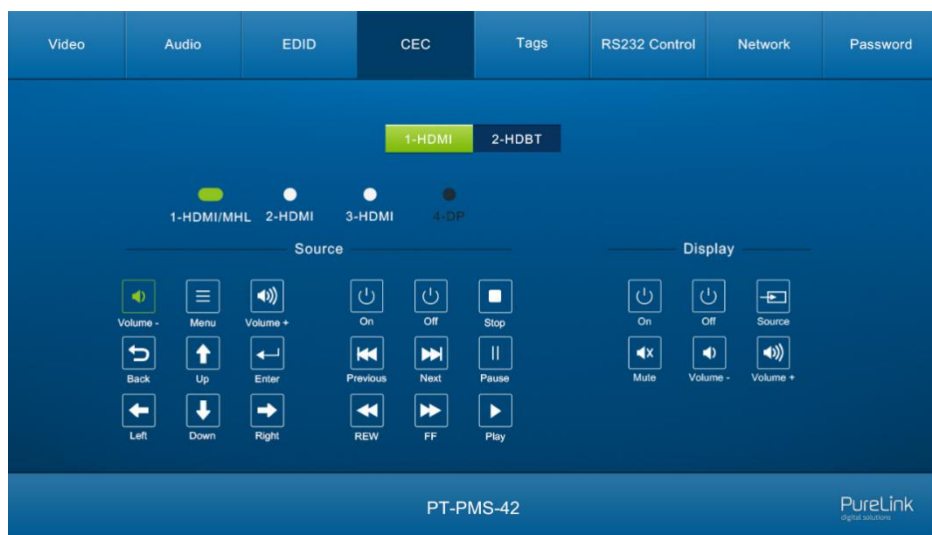 Video Audio EDID CEC Tags RS232 Control Network Password
1-HDMI 2-HDBT
1-HDMI/MHL 2-HDMI 3-HDMI 4-DP
Source Display
Volume - Menu Volume + On Off Stop On Off Source
Back Up Enter Previous Next Pause Mute Volume - Volume +
Left Down Right REW FF Play
PT-PMS-42
PureLink
digital solutions